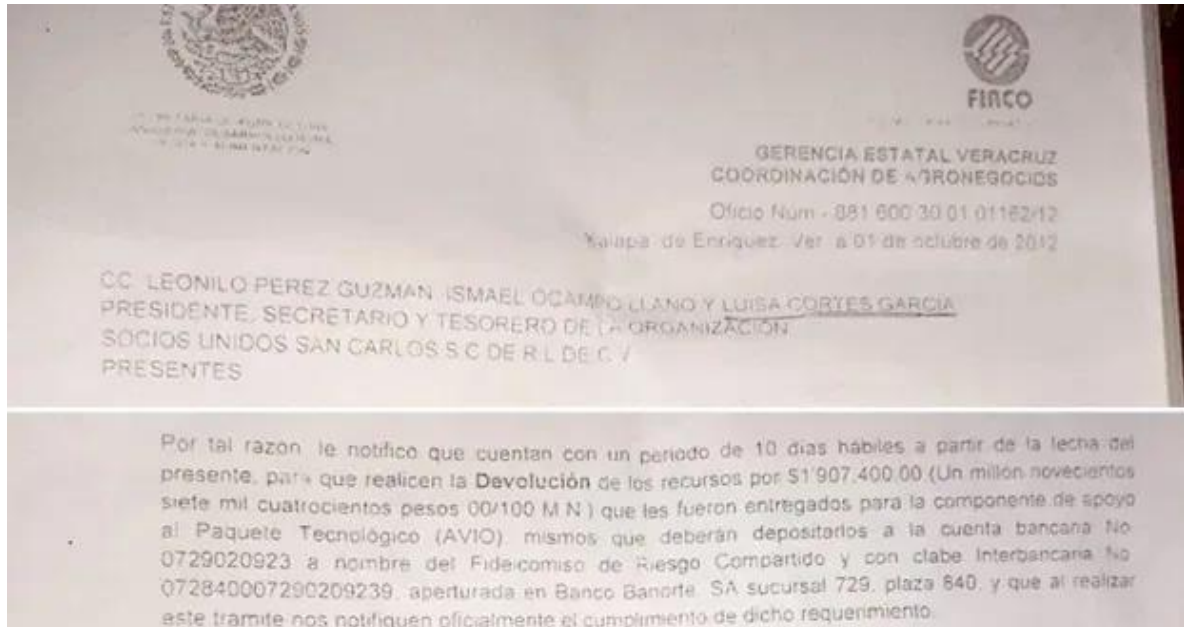 FIRCO
GERENCIA ESTATAL VERACRUZ
COORDINACIÓN DE AGRONEGOCIOS
Oficio Núm - 881 600 30 01 01162/12
Xalapa de Enriquez Ver a 01 de octubre de 2012
CC LEONILO PEREZ GUZMAN ISMAEL OCAMPO LLANO Y LUISA CORTES GARCIA
PRESIDENTE, SECRETARIO Y TESORERO DE LA ORGANIZACIÓN
SOCIOS UNIDOS SAN CARLOS S C DE R L DE C V
PRESENTES
Por tal razón le notifico que cuentan con un periodo de 10 días hábiles a partir de la fecha del
presente, para que realicen la Devolución de los recursos por $1'907,400.00 (Un millón novecientos
siete mil cuatrocientos pesos 00/100 M N ) que les fueron entregados para la componente de apoyo
al Paquete Tecnológico (AVIO), mismos que deberán depositarlos a la cuenta bancaria No
0729020923 a nombre del Fideicomiso de Riesgo Compartido y con clabe Interbancaria No
072840007290209239, aperturada en Banco Banorte, SA sucursal 729, plaza 840, y que al realizar
este tramite nos notifiquen oficialmente el cumplimiento de dicho requerimiento.